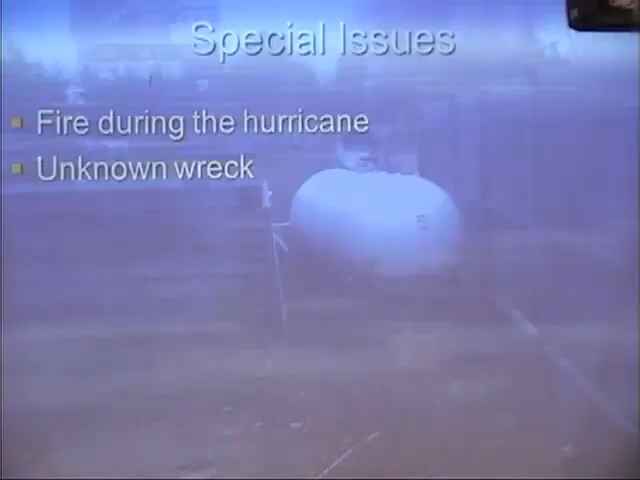 Special Issues
Fire during the hurricane
Unknown wreck